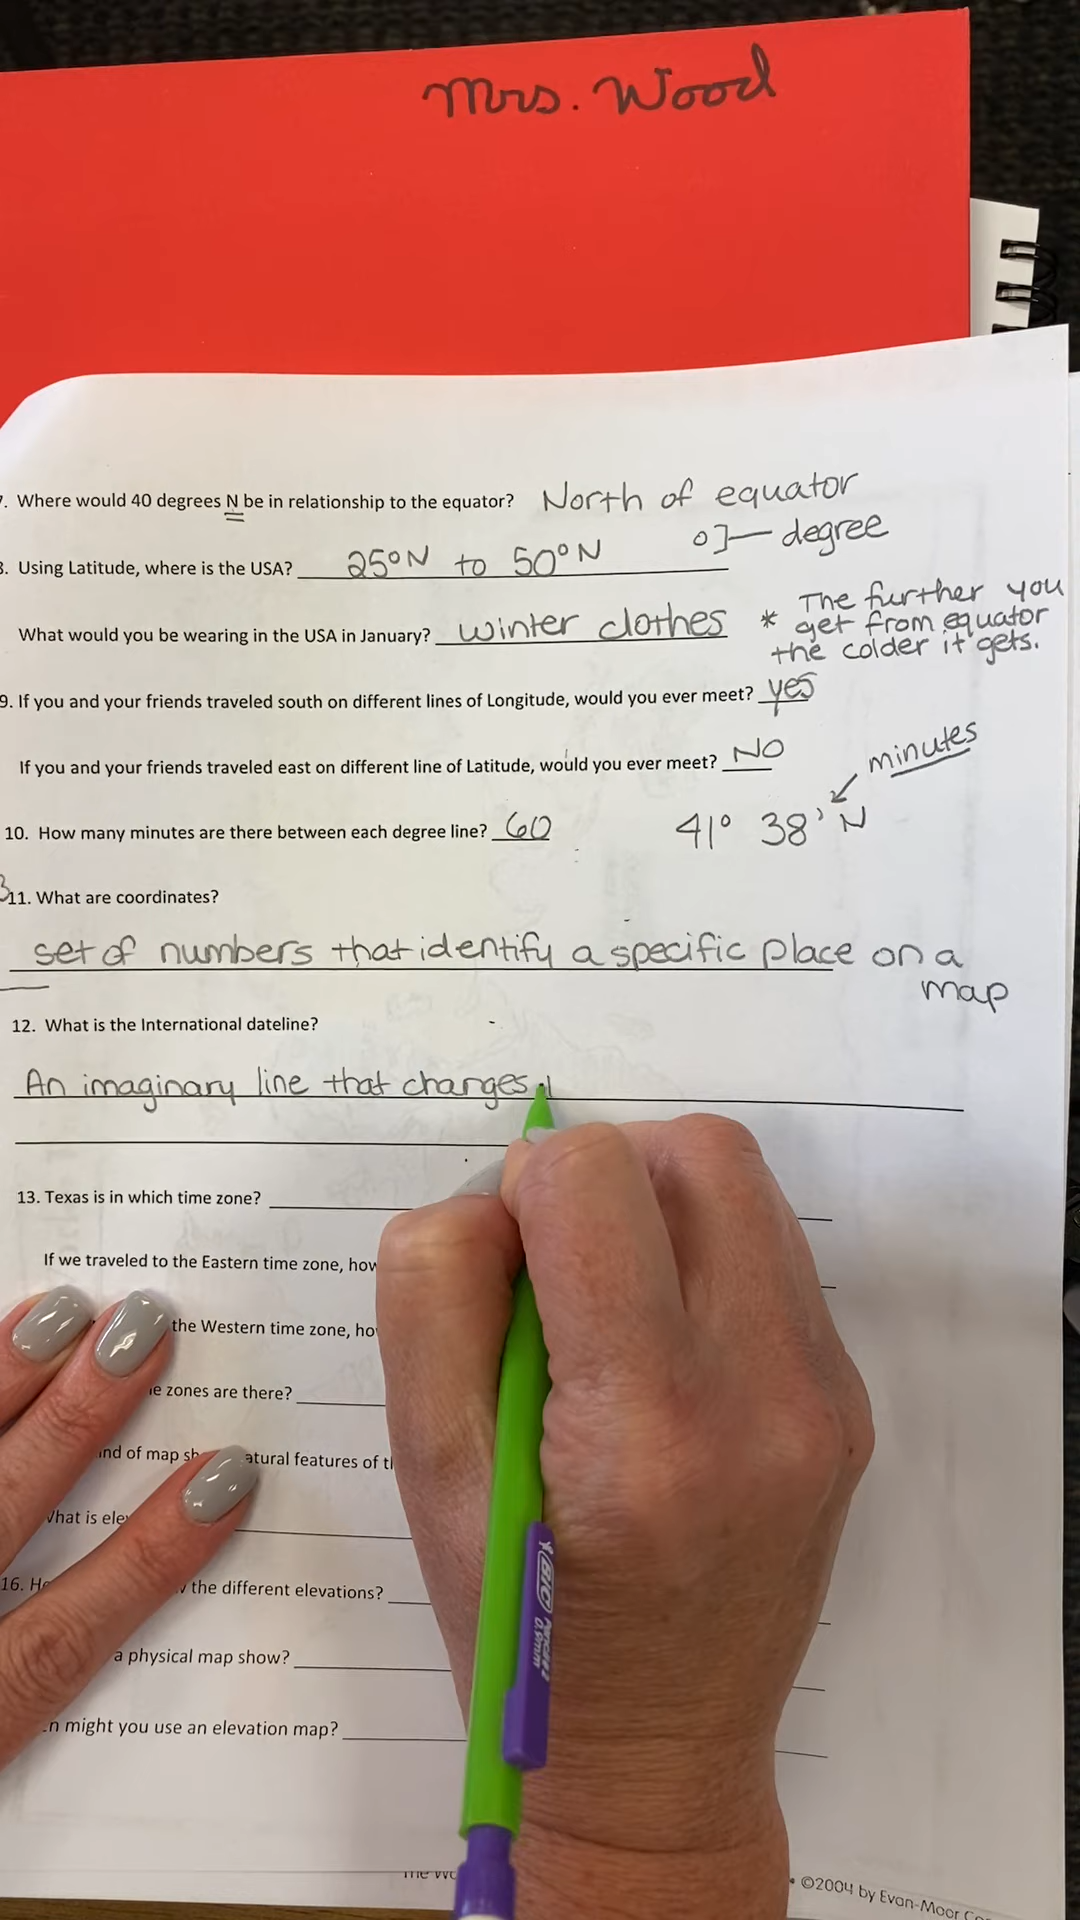 Mrs. Wood
. Where would 40 degrees N be in relationship to the equator? North of equator
o]— degree
. Using Latitude, where is the USA? 25°N to 50°N
What would you be wearing in the USA in January? winter clothes * The further you
get from equator
the colder it gets.
9. If you and your friends traveled south on different lines of Longitude, would you ever meet? yes
If you and your friends traveled east on different line of Latitude, would you ever meet? NO
minutes
10. How many minutes are there between each degree line? 60 41° 38' N
11. What are coordinates?
set of numbers that identify a specific place on a
map
12. What is the International dateline?
An imaginary line that changes
13. Texas is in which time zone?
If we traveled to the Eastern time zone, how
the Western time zone, ho
zones are there?
of map sh atural features of
hat is ele
16. H the different elevations?
a physical map show?
n might you use an elevation map?
BIC
©2004 by Evan-Moor Co